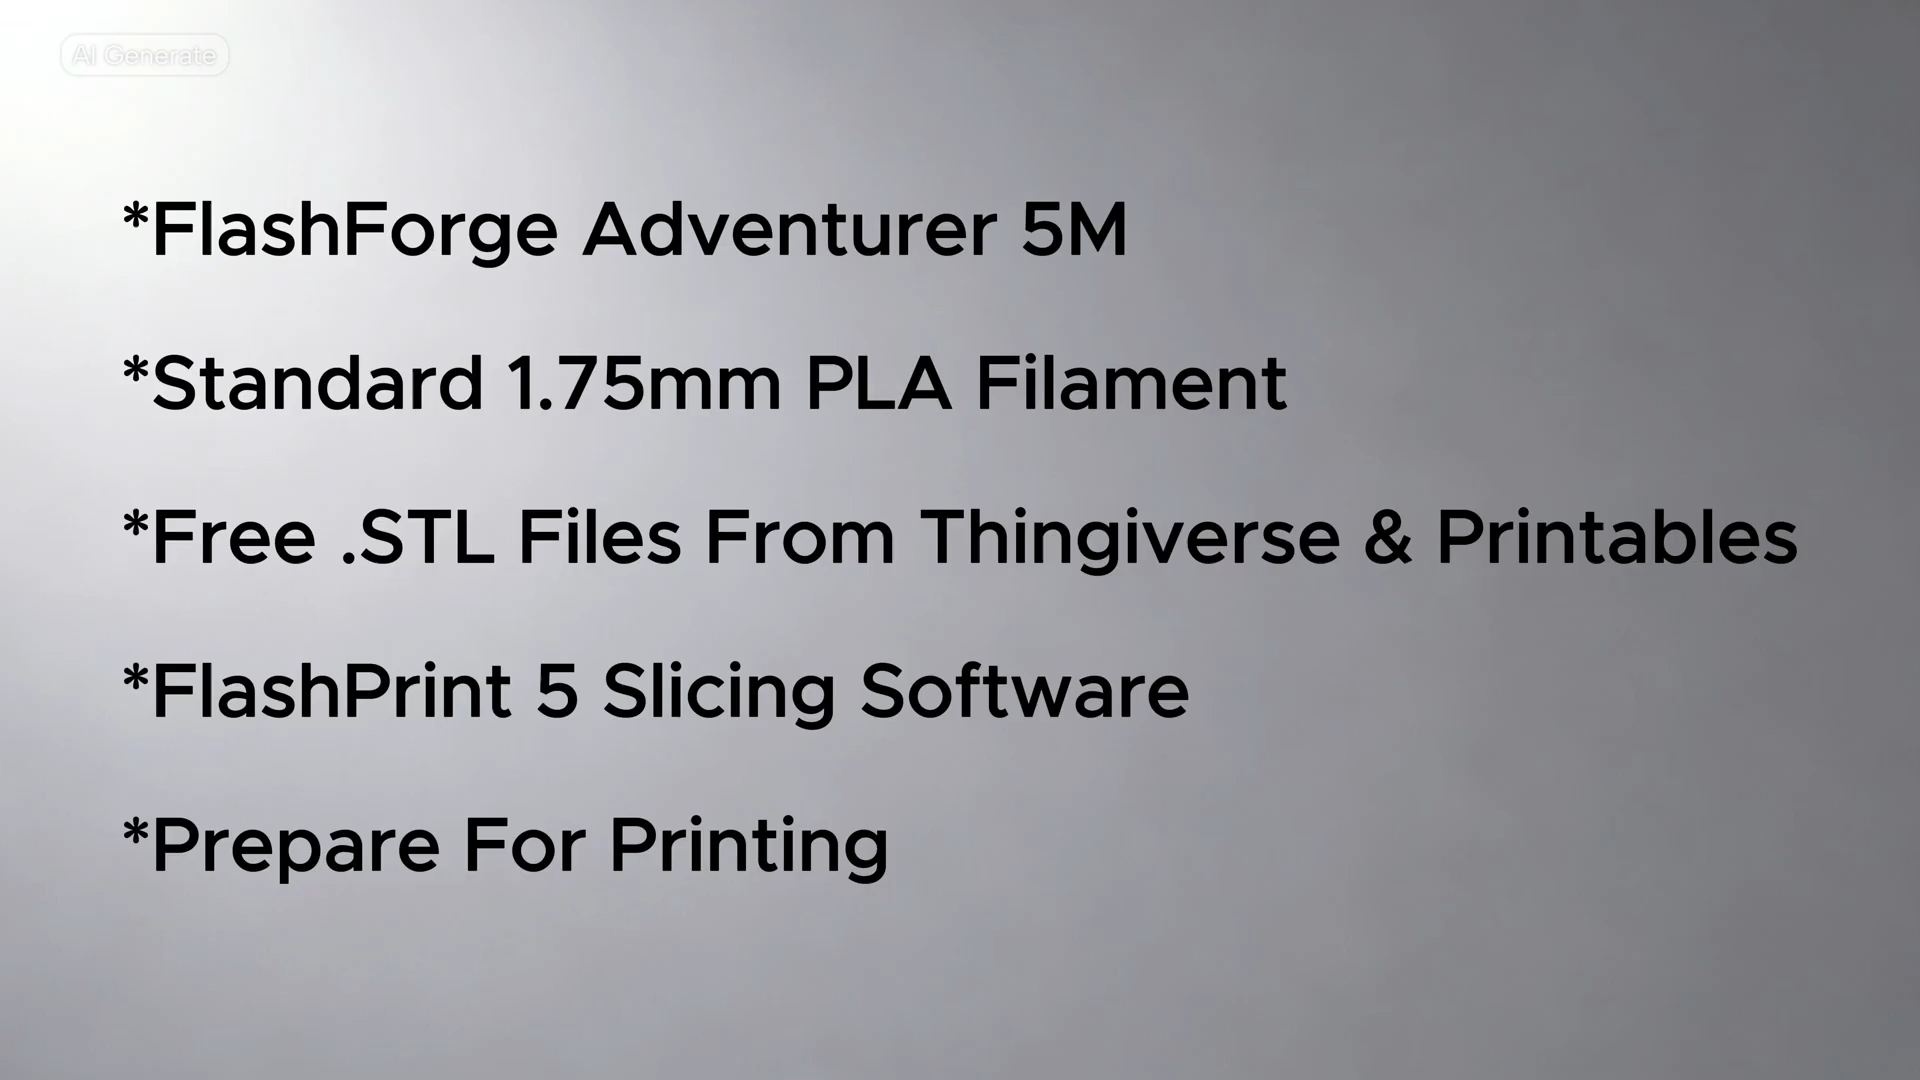 AI Generate
*FlashForge Adventurer 5M
*Standard 1.75mm PLA Filament
*Free .STL Files From Thingiverse & Printables
*FlashPrint 5 Slicing Software
*Prepare For Printing